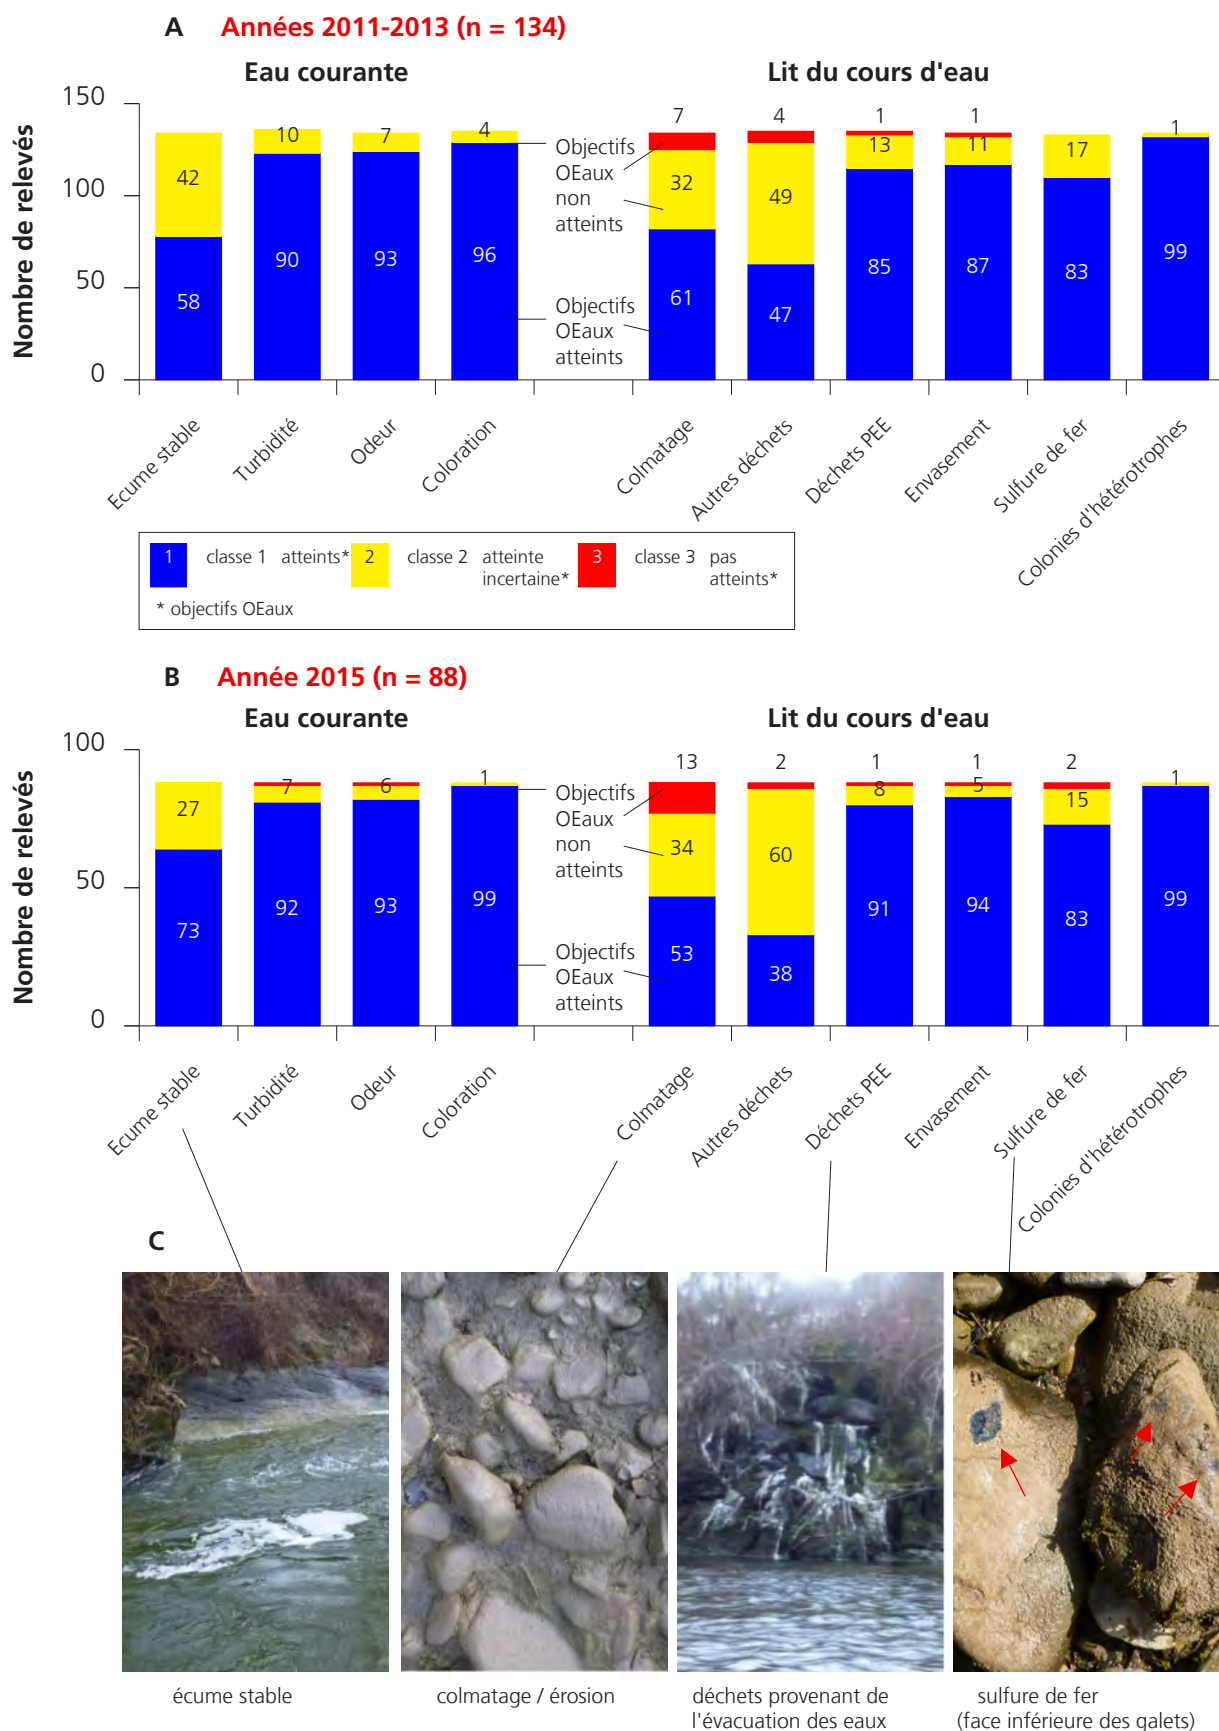 A Années 2011-2013 (n = 134)
Eau courante
Lit du cours d'eau
Nombre de relevés
150
100
50
0
42
58
10
90
7
93
4
96
Objectifs
OEaux
non
atteints
Objectifs
OEaux
atteints
7
32
61
4
49
47
1
13
85
1
11
87
17
83
1
99
Ecume stable
Turbidité
Odeur
Coloration
Colmatage
Autres déchets
Déchets PEE
Envasement
Sulfure de fer
Colonies d'hétérotrophes
1 classe 1 atteints*
2 classe 2 atteinte
incertaine*
3 classe 3 pas
atteints*
* objectifs OEaux
B Année 2015 (n = 88)
Eau courante
Lit du cours d'eau
Nombre de relevés
100
50
0
27
73
7
92
6
93
1
99
Objectifs
OEaux
non
atteints
Objectifs
OEaux
atteints
13
34
53
2
60
38
1
8
91
1
5
94
2
15
83
1
99
Ecume stable
Turbidité
Odeur
Coloration
Colmatage
Autres déchets
Déchets PEE
Envasement
Sulfure de fer
Colonies d'hétérotrophes
C
écume stable
colmatage / érosion
déchets provenant de
l'évacuation des eaux
sulfure de fer
(face inférieure des galets)